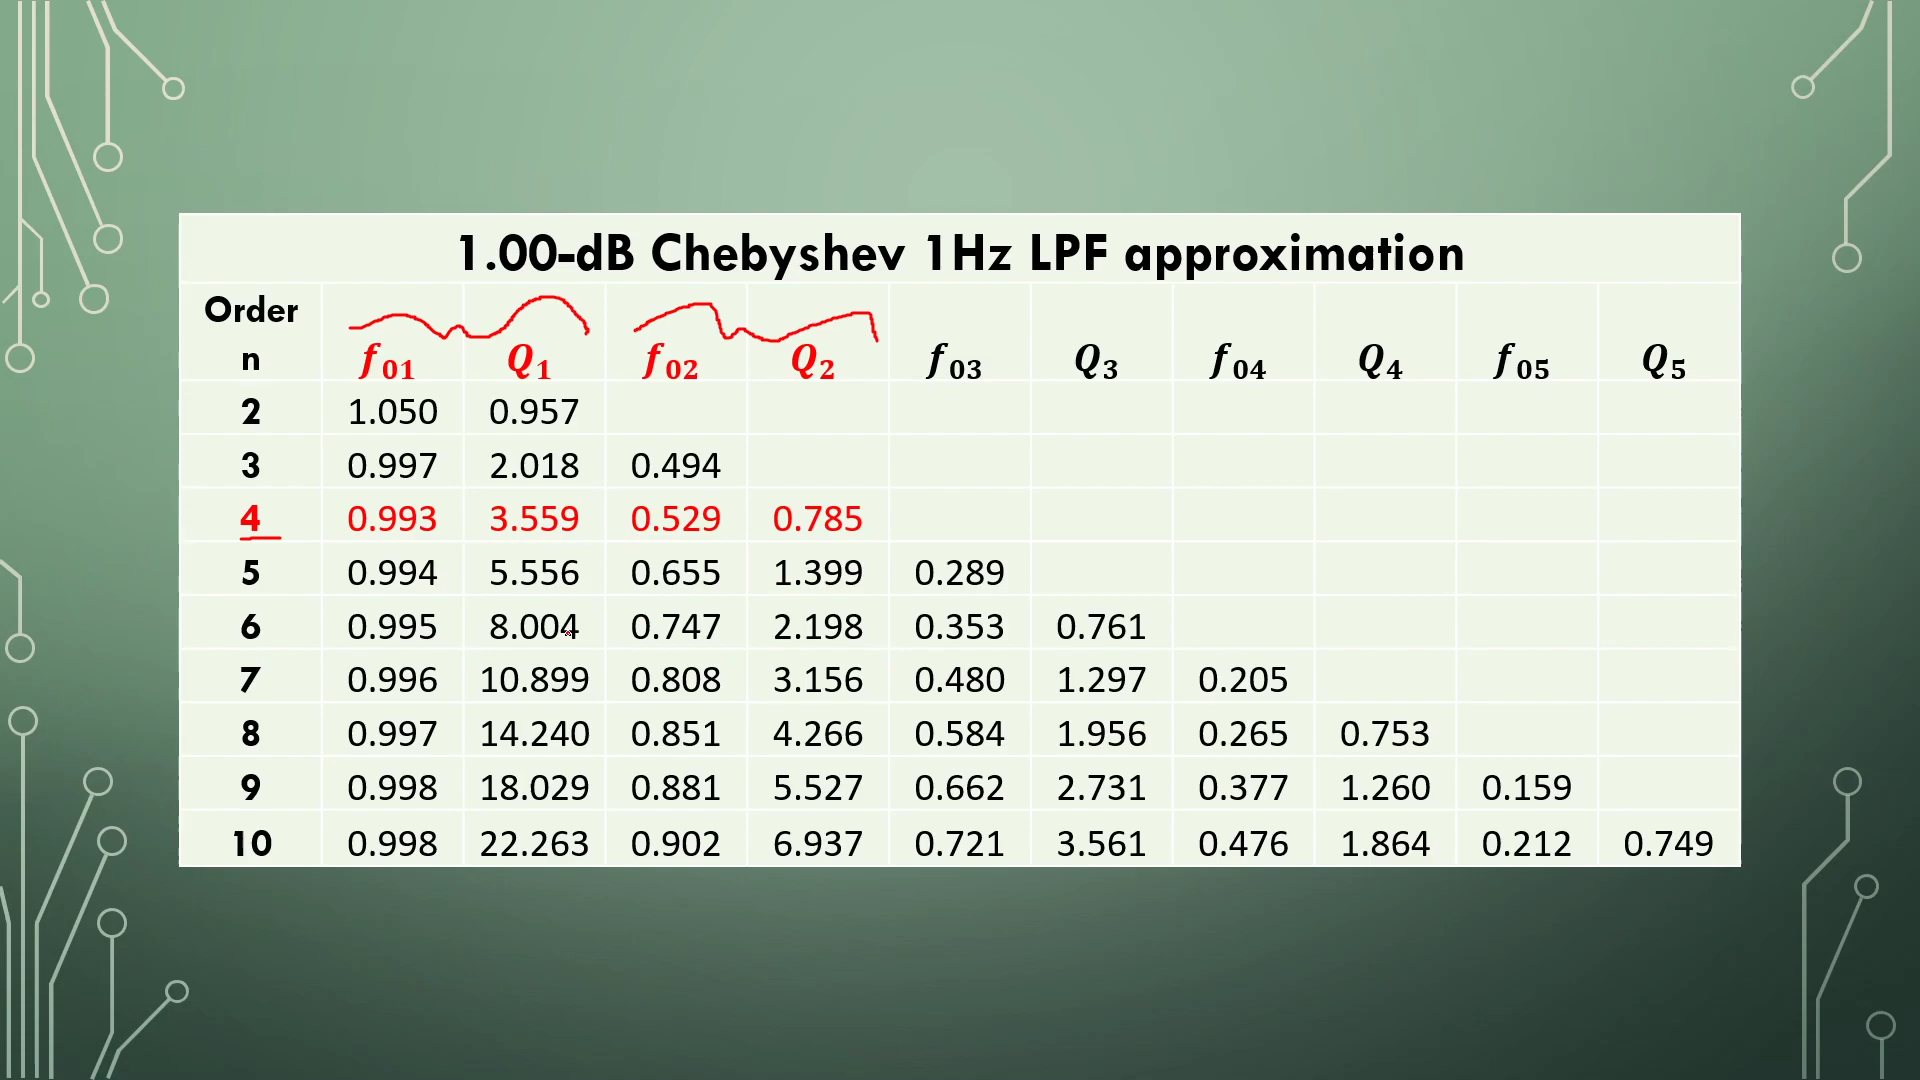 1.00-dB Chebyshev 1Hz LPF approximation
Order
n f₀₁ Q₁ f₀₂ Q₂ f₀₃ Q₃ f₀₄ Q₄ f₀₅ Q₅
2 1.050 0.957
3 0.997 2.018 0.494
4 0.993 3.559 0.529 0.785
5 0.994 5.556 0.655 1.399 0.289
6 0.995 8.004 0.747 2.198 0.353 0.761
7 0.996 10.899 0.808 3.156 0.480 1.297 0.205
8 0.997 14.240 0.851 4.266 0.584 1.956 0.265 0.753
9 0.998 18.029 0.881 5.527 0.662 2.731 0.377 1.260 0.159
10 0.998 22.263 0.902 6.937 0.721 3.561 0.476 1.864 0.212 0.749